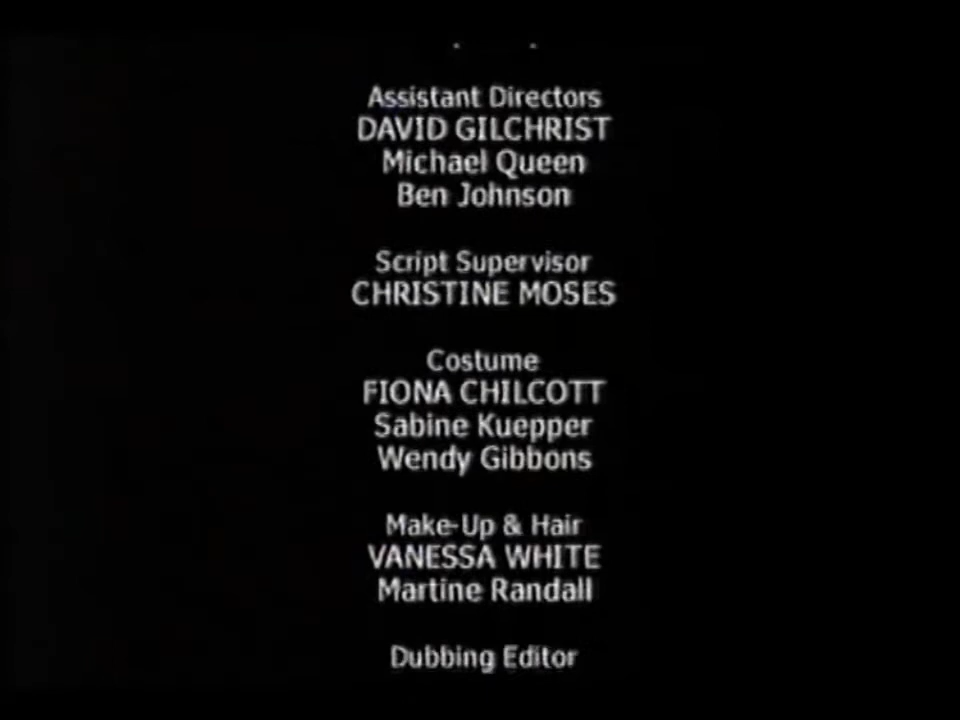 Assistant Directors
DAVID GILCHRIST
Michael Queen
Ben Johnson
Script Supervisor
CHRISTINE MOSES
Costume
FIONA CHILCOTT
Sabine Kuepper
Wendy Gibbons
Make-Up & Hair
VANESSA WHITE
Martine Randall
Dubbing Editor